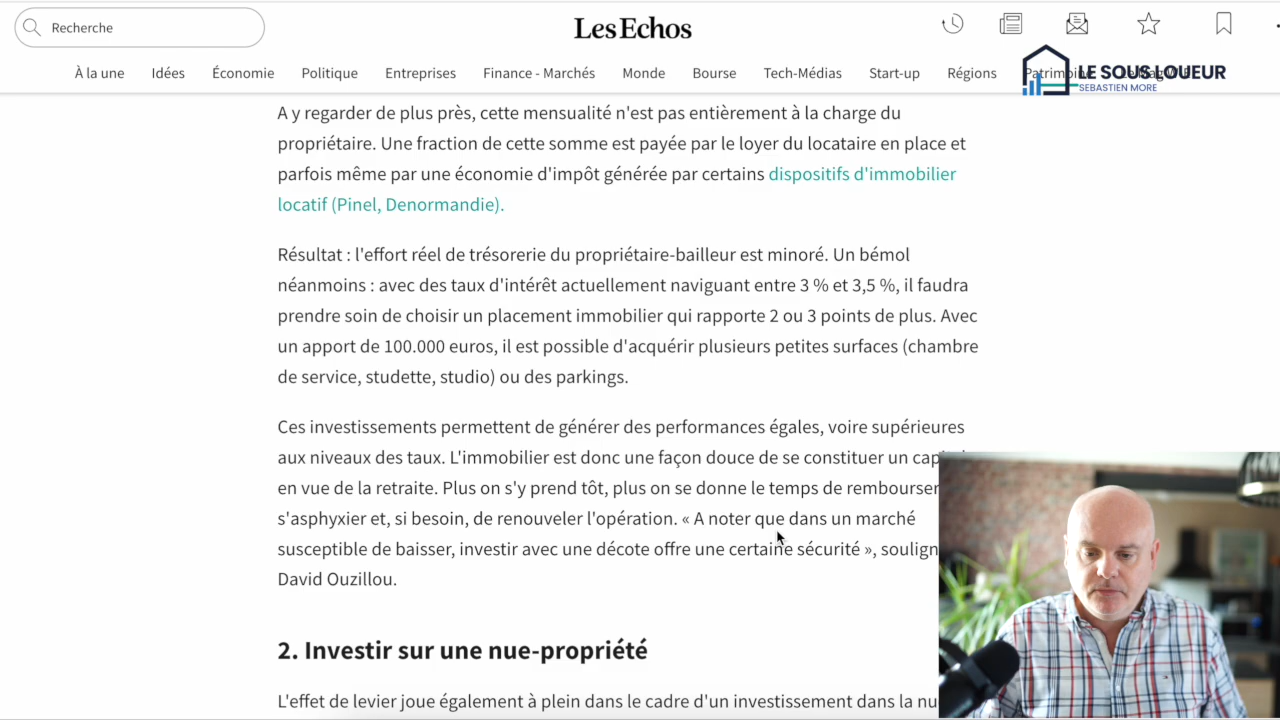 Recherche
Les Echos
À la une Idées Économie Politique Entreprises Finance - Marchés Monde Bourse Tech-Médias Start-up Régions Patrimoine
LE SOUS LOUEUR
SEBASTIEN MORE
A y regarder de plus près, cette mensualité n'est pas entièrement à la charge du
propriétaire. Une fraction de cette somme est payée par le loyer du locataire en place et
parfois même par une économie d'impôt générée par certains dispositifs d'immobilier
locatif (Pinel, Denormandie).
Résultat : l'effort réel de trésorerie du propriétaire-bailleur est minoré. Un bémol
néanmoins : avec des taux d'intérêt actuellement naviguant entre 3 % et 3,5 %, il faudra
prendre soin de choisir un placement immobilier qui rapporte 2 ou 3 points de plus. Avec
un apport de 100.000 euros, il est possible d'acquérir plusieurs petites surfaces (chambre
de service, studette, studio) ou des parkings.
Ces investissements permettent de générer des performances égales, voire supérieures
aux niveaux des taux. L'immobilier est donc une façon douce de se constituer un
en vue de la retraite. Plus on s'y prend tôt, plus on se donne le temps de rembourser
s'asphyxier et, si besoin, de renouveler l'opération. « A noter que dans un marché
susceptible de baisser, investir avec une décote offre une certaine sécurité », soulign
David Ouzillou.
2. Investir sur une nue-propriété
L'effet de levier joue également à plein dans le cadre d'un investissement dans la nu